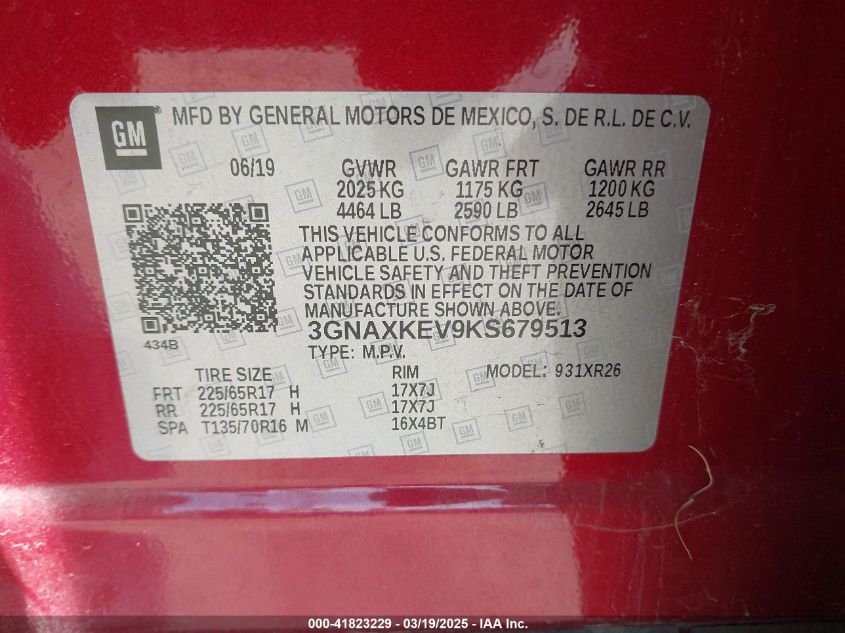 GM
MFD BY GENERAL MOTORS DE MEXICO, S. DE R.L. DE C.V.
06/19 GVWR GAWR FRT GAWR RR
2025 KG 1175 KG 1200 KG
4464 LB 2590 LB 2645 LB
THIS VEHICLE CONFORMS TO ALL
APPLICABLE U.S. FEDERAL MOTOR
VEHICLE SAFETY AND THEFT PREVENTION
STANDARDS IN EFFECT ON THE DATE OF
MANUFACTURE SHOWN ABOVE.
434B
3GNAXKEV9KS679513
TYPE: M.P.V.
TIRE SIZE RIM MODEL: 931XR26
FRT 225/65R17 H 17X7J
RR 225/65R17 H 17X7J
SPA T135/70R16 M 16X4BT
000-41823229 - 03/19/2025 - IAA Inc.